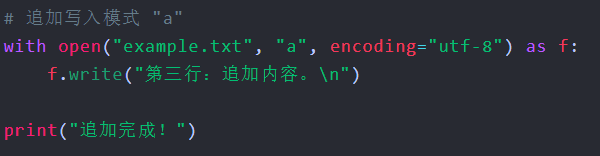 # 追加写入模式 "a"
with open("example.txt", "a", encoding="utf-8") as f:
    f.write("第三行：追加内容。\n")
print("追加完成！")